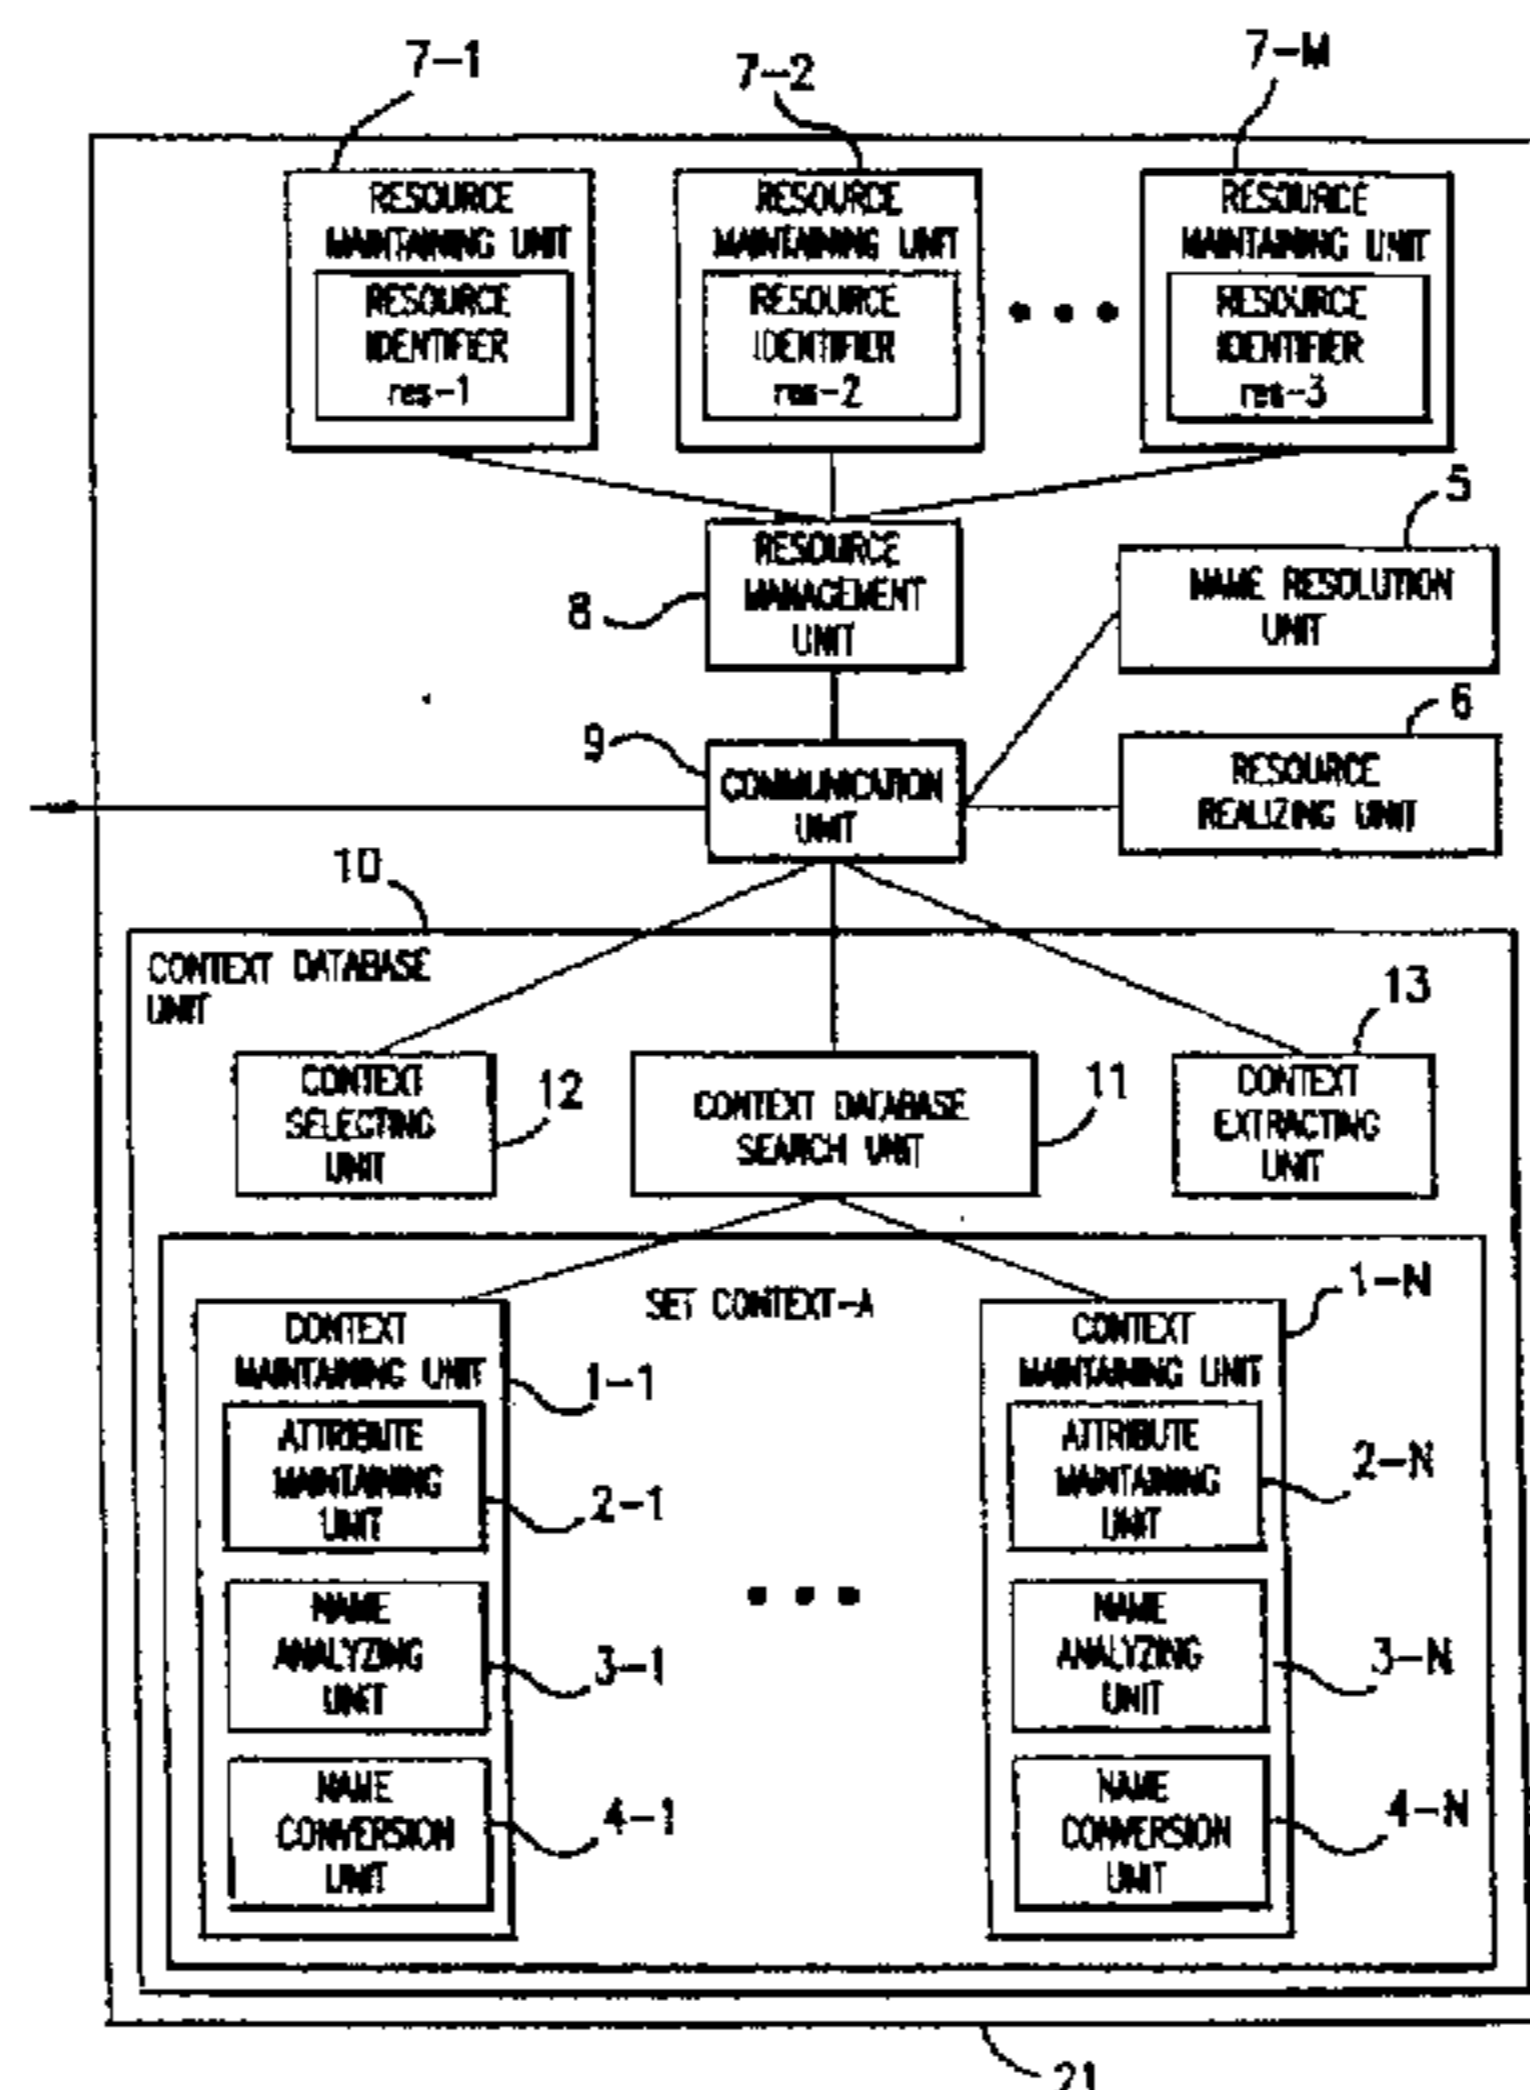 7-1
7-2
7-M
RESOURCE
MAINTAINING UNIT
RESOURCE
IDENTIFIER
res-1
RESOURCE
MAINTAINING UNIT
RESOURCE
IDENTIFIER
res-2
RESOURCE
MAINTAINING UNIT
RESOURCE
IDENTIFIER
res-3
RESOURCE
MANAGEMENT
UNIT
8
5
NAME RESOLUTION
UNIT
9
COMMUNICATION
UNIT
6
RESOURCE
REALIZING UNIT
10
CONTEXT DATABASE
UNIT
CONTEXT
SELECTING
UNIT
12
CONTEXT DATABASE
SEARCH UNIT
11
13
CONTEXT
EXTRACTING
UNIT
SET CONTEXT-A
CONTEXT
MAINTAINING UNIT
1-1
ATTRIBUTE
MAINTAINING
UNIT
2-1
NAME
ANALYZING
UNIT
3-1
NAME
CONVERSION
UNIT
4-1
1-N
CONTEXT
MAINTAINING UNIT
ATTRIBUTE
MAINTAINING
UNIT
2-N
NAME
ANALYZING
UNIT
3-N
NAME
CONVERSION
UNIT
4-N
21